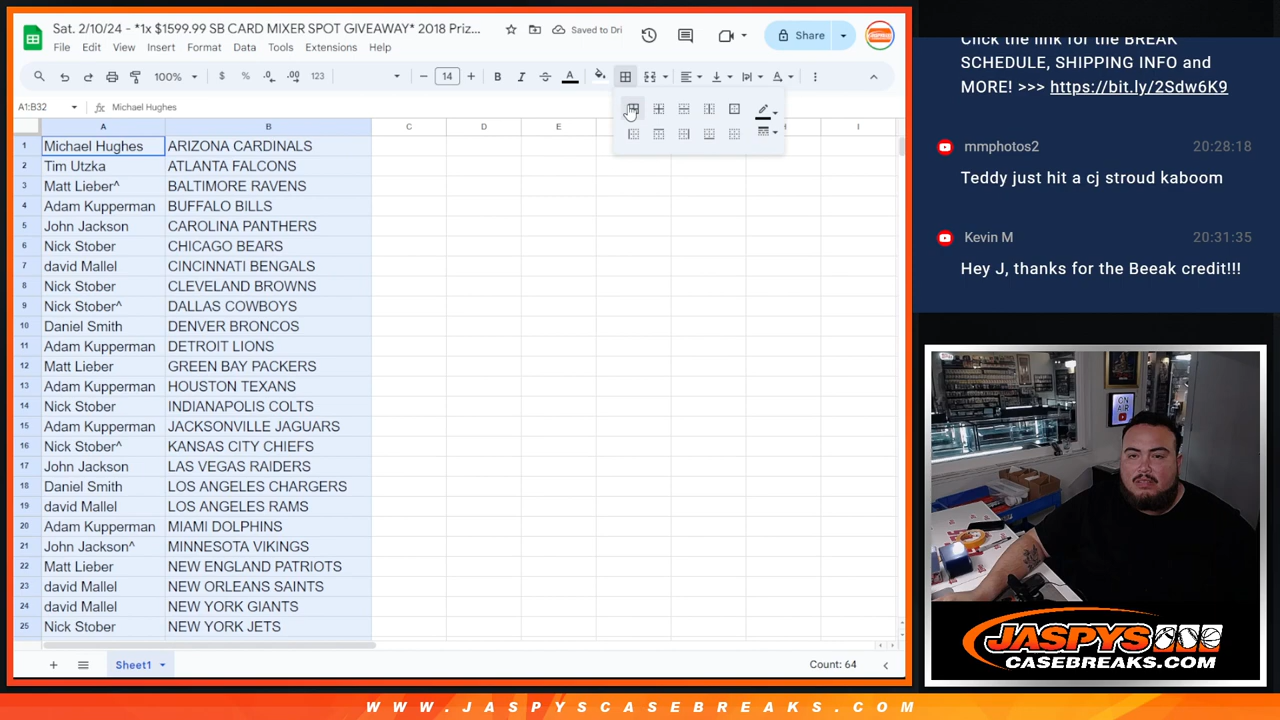 Sat. 2/10/24 - *1x $1599.99 SB CARD MIXER SPOT GIVEAWAY* 2018 Priz...
Saved to Dri
Share
File Edit View Insert Format Data Tools Extensions Help
100% $ % .0 .00 123 14 B I A
A1:B32 fx Michael Hughes
A B C D E I
1 Michael Hughes ARIZONA CARDINALS
2 Tim Utzka ATLANTA FALCONS
3 Matt Lieber^ BALTIMORE RAVENS
4 Adam Kupperman BUFFALO BILLS
5 John Jackson CAROLINA PANTHERS
6 Nick Stober CHICAGO BEARS
7 david Mallel CINCINNATI BENGALS
8 Nick Stober CLEVELAND BROWNS
9 Nick Stober^ DALLAS COWBOYS
10 Daniel Smith DENVER BRONCOS
11 Adam Kupperman DETROIT LIONS
12 Matt Lieber GREEN BAY PACKERS
13 Adam Kupperman HOUSTON TEXANS
14 Nick Stober INDIANAPOLIS COLTS
15 Adam Kupperman JACKSONVILLE JAGUARS
16 Nick Stober^ KANSAS CITY CHIEFS
17 John Jackson LAS VEGAS RAIDERS
18 Daniel Smith LOS ANGELES CHARGERS
19 david Mallel LOS ANGELES RAMS
20 Adam Kupperman MIAMI DOLPHINS
21 John Jackson^ MINNESOTA VIKINGS
22 Matt Lieber NEW ENGLAND PATRIOTS
23 david Mallel NEW ORLEANS SAINTS
24 david Mallel NEW YORK GIANTS
25 Nick Stober NEW YORK JETS
Sheet1
Count: 64
Click the link for the BREAK
SCHEDULE, SHIPPING INFO and
MORE! >>> https://bit.ly/2Sdw6K9
mmphotos2 20:28:18
Teddy just hit a cj stroud kaboom
Kevin M 20:31:35
Hey J, thanks for the Beeak credit!!!
ON
AIR
JASPYS
CASEBREAKS.COM
WWW.JASPYSCASEBREAKS.COM